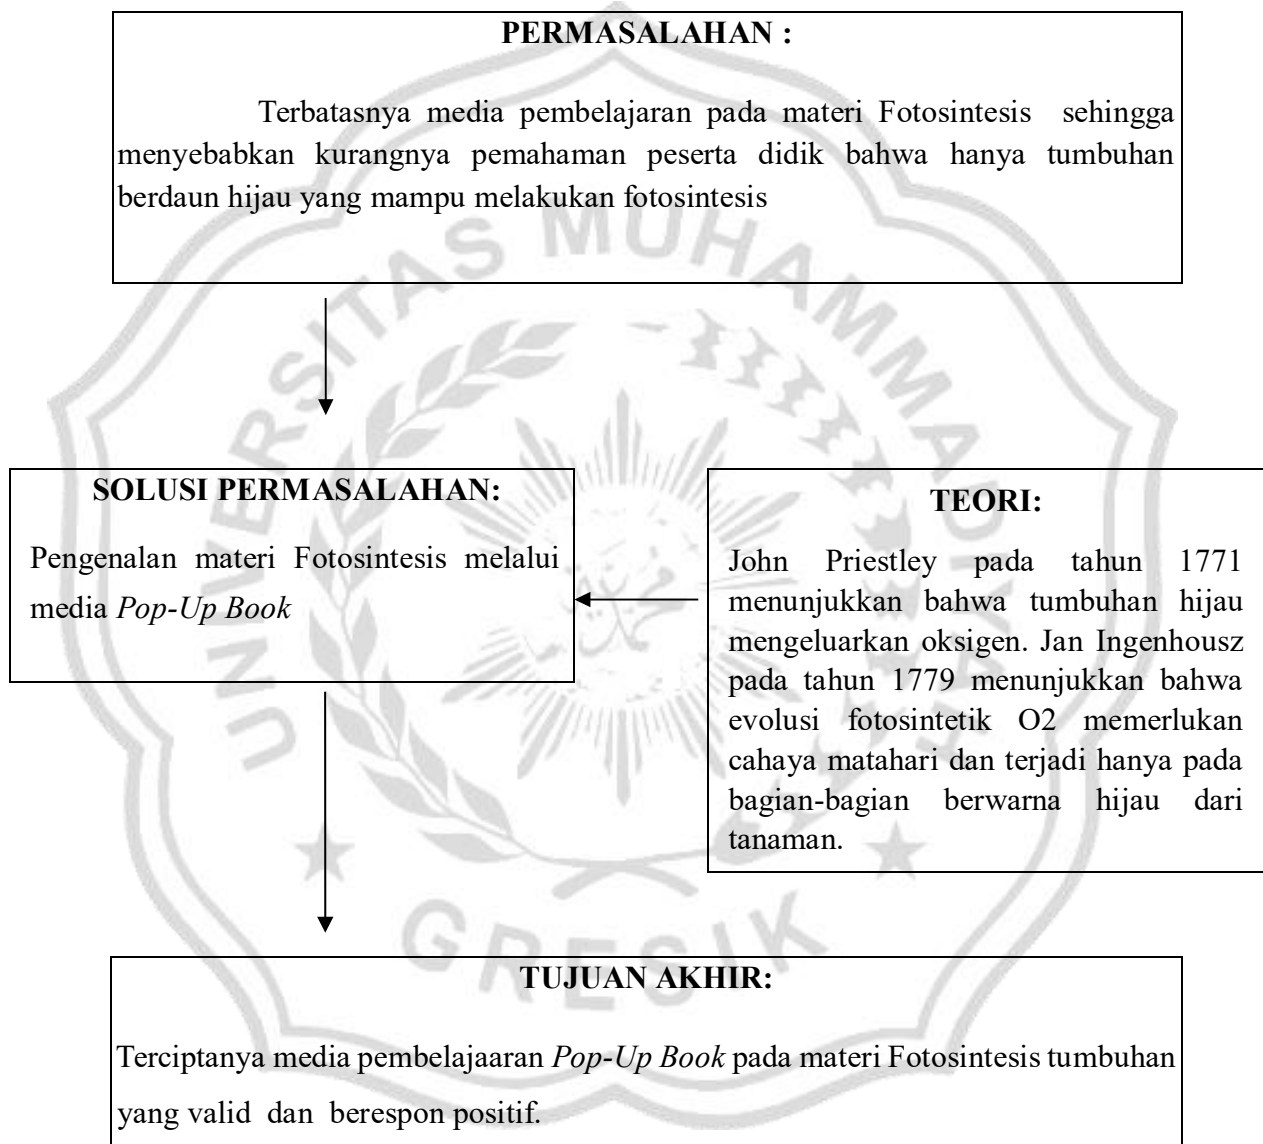 PERMASALAHAN :
Terbatasnya media pembelajaran pada materi Fotosintesis sehingga
menyebabkan kurangnya pemahaman peserta didik bahwa hanya tumbuhan
berdaun hijau yang mampu melakukan fotosintesis
SOLUSI PERMASALAHAN:
Pengenalan materi Fotosintesis melalui
media Pop-Up Book
TEORI:
John Priestley pada tahun 1771
menunjukkan bahwa tumbuhan hijau
mengeluarkan oksigen. Jan Ingenhousz
pada tahun 1779 menunjukkan bahwa
evolusi fotosintetik O2 memerlukan
cahaya matahari dan terjadi hanya pada
bagian-bagian berwarna hijau dari
tanaman.
TUJUAN AKHIR:
Terciptanya media pembelajaaran Pop-Up Book pada materi Fotosintesis tumbuhan
yang valid dan berespon positif.
UNIVERSITAS MUHAMMADIYAH
GRESIK